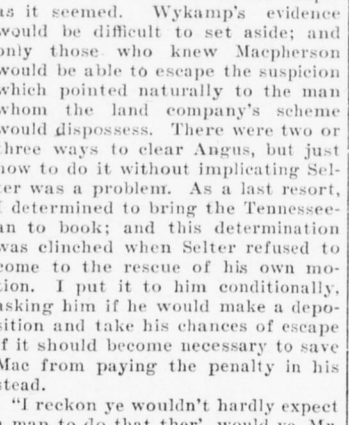 as it seemed. Wykamp's evidence
would be difficult to set aside; and
only those who knew Macpherson
would be able to escape the suspicion
which pointed naturally to the man
whom the land company's scheme
would dispossess. There were two or
three ways to clear Angus, but just
how to do it without implicating Sel-
ter was a problem. As a last resort,
I determined to bring the Tennessee-
an to book; and this determination
was clinched when Selter refused to
come to the rescue of his own mo-
tion. I put it to him conditionally,
asking him if he would make a depo-
sition and take his chances of escape
if it should become necessary to save
Mac from paying the penalty in his
stead.
"I reckon ye wouldn't hardly expect
a man to do that ther', would ye, Mr.